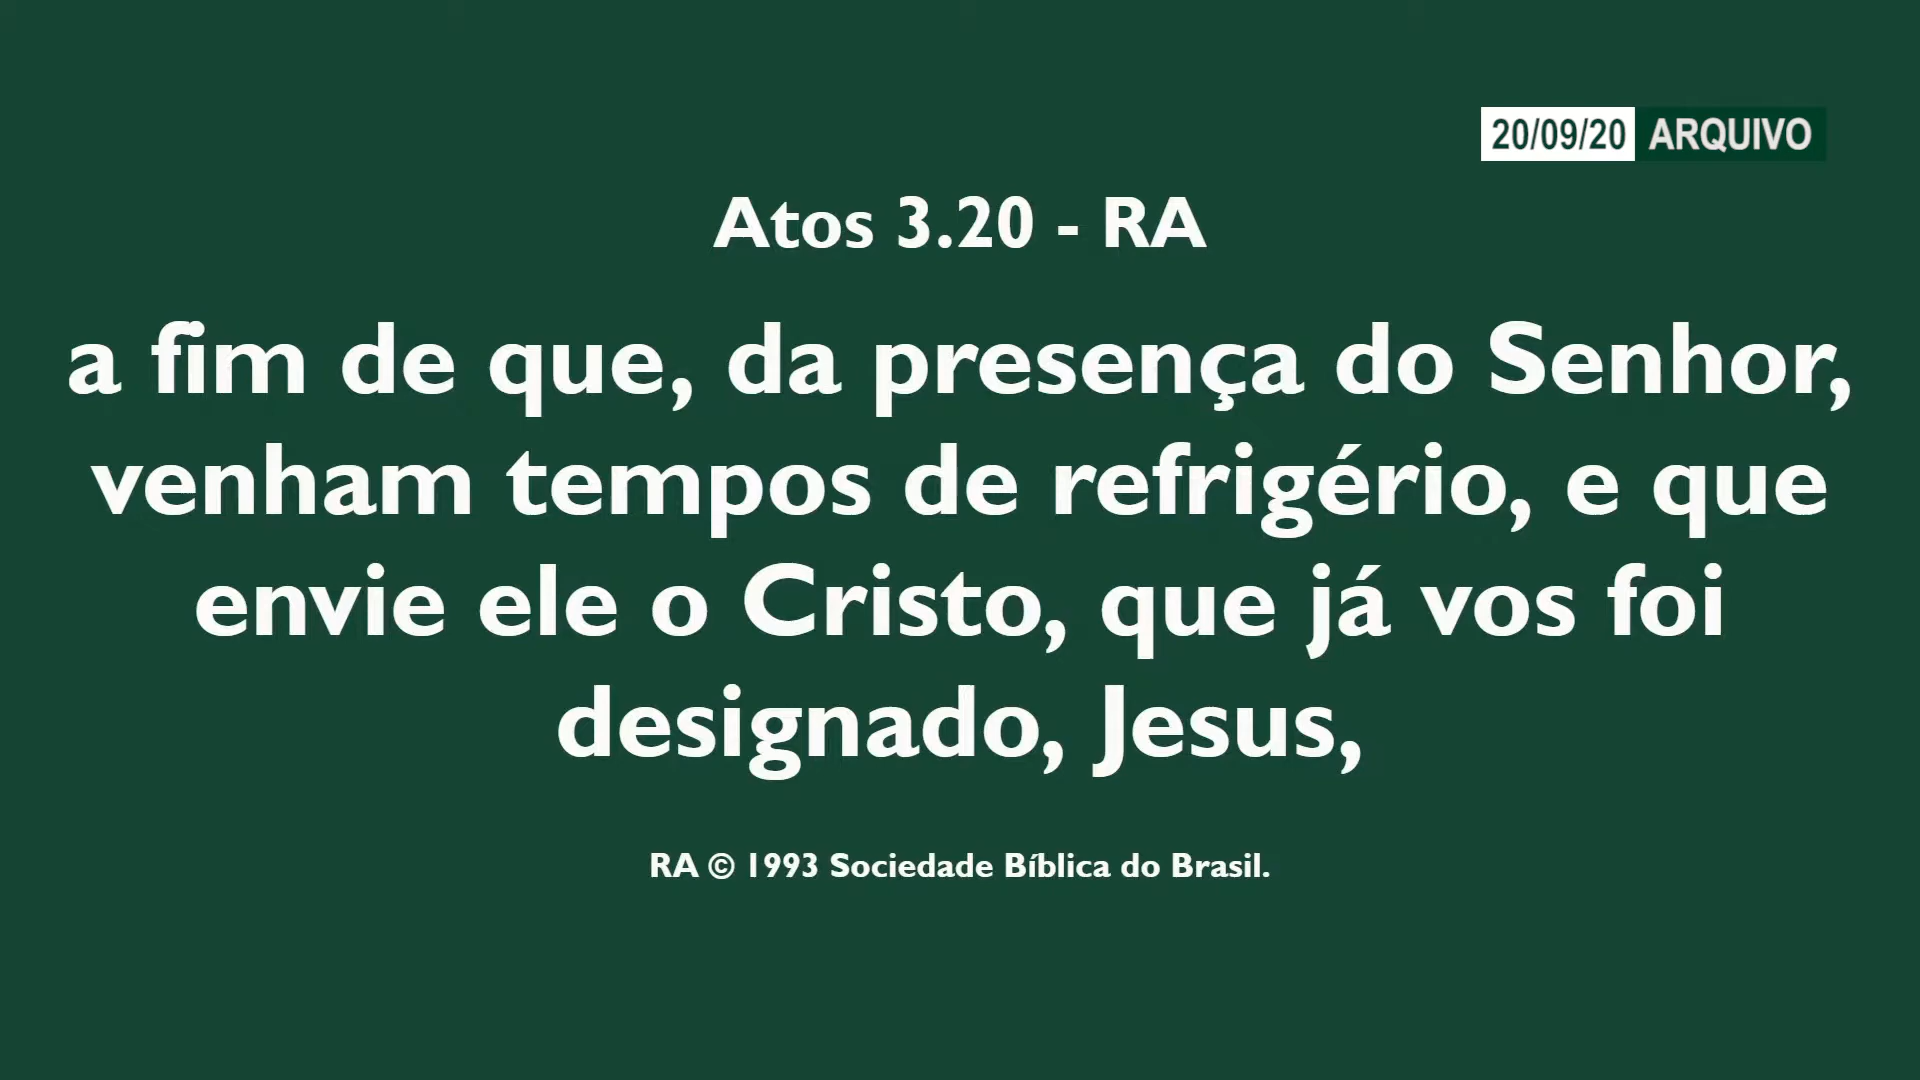 20/09/20 ARQUIVO
Atos 3.20 - RA
a fim de que, da presença do Senhor,
venham tempos de refrigério, e que
envie ele o Cristo, que já vos foi
designado, Jesus,
RA © 1993 Sociedade Bíblica do Brasil.